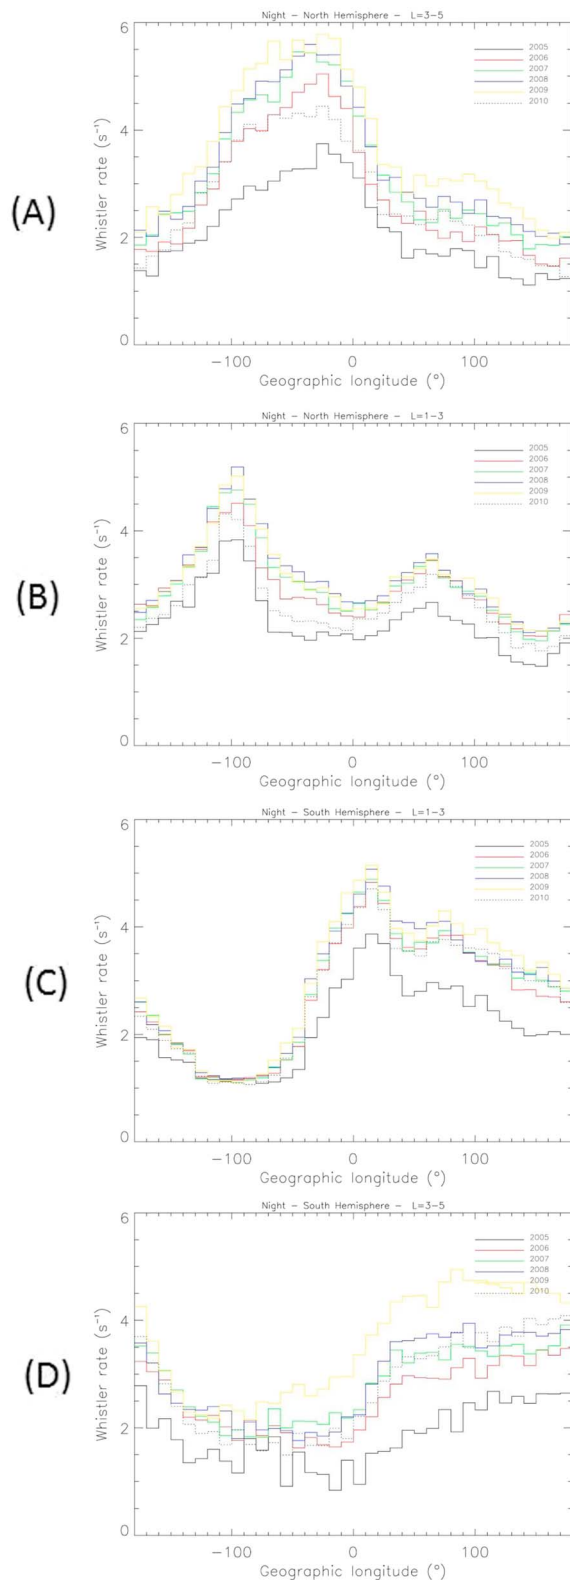 Night - North Hemisphere - L=3-5
6
2005
2006
2007
2008
2009
2010
4
(A)
Whistler rate (s⁻¹)
2
0
-100 0 100
Geographic longitude (°)
Night - North Hemisphere - L=1-3
6
2005
2006
2007
2008
2009
2010
4
(B)
Whistler rate (s⁻¹)
2
0
-100 0 100
Geographic longitude (°)
Night - South Hemisphere - L=1-3
6
2005
2006
2007
2008
2009
2010
4
(C)
Whistler rate (s⁻¹)
2
0
-100 0 100
Geographic longitude (°)
Night - South Hemisphere - L=3-5
6
2005
2006
2007
2008
2009
2010
4
(D)
Whistler rate (s⁻¹)
2
0
-100 0 100
Geographic longitude (°)